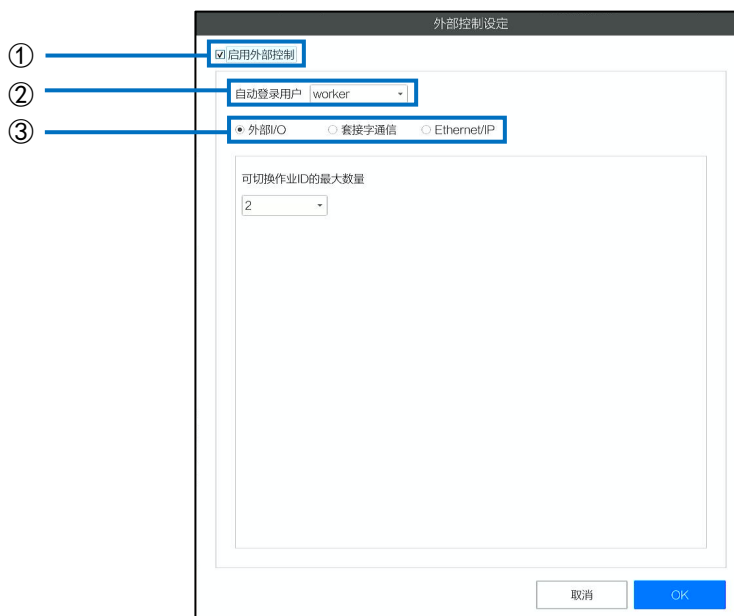 外部控制设定
① 启用外部控制
② 自动登录用户 worker
③ 外部I/O 套接字通信 Ethernet/IP
可切换作业ID的最大数量
2
取消 OK